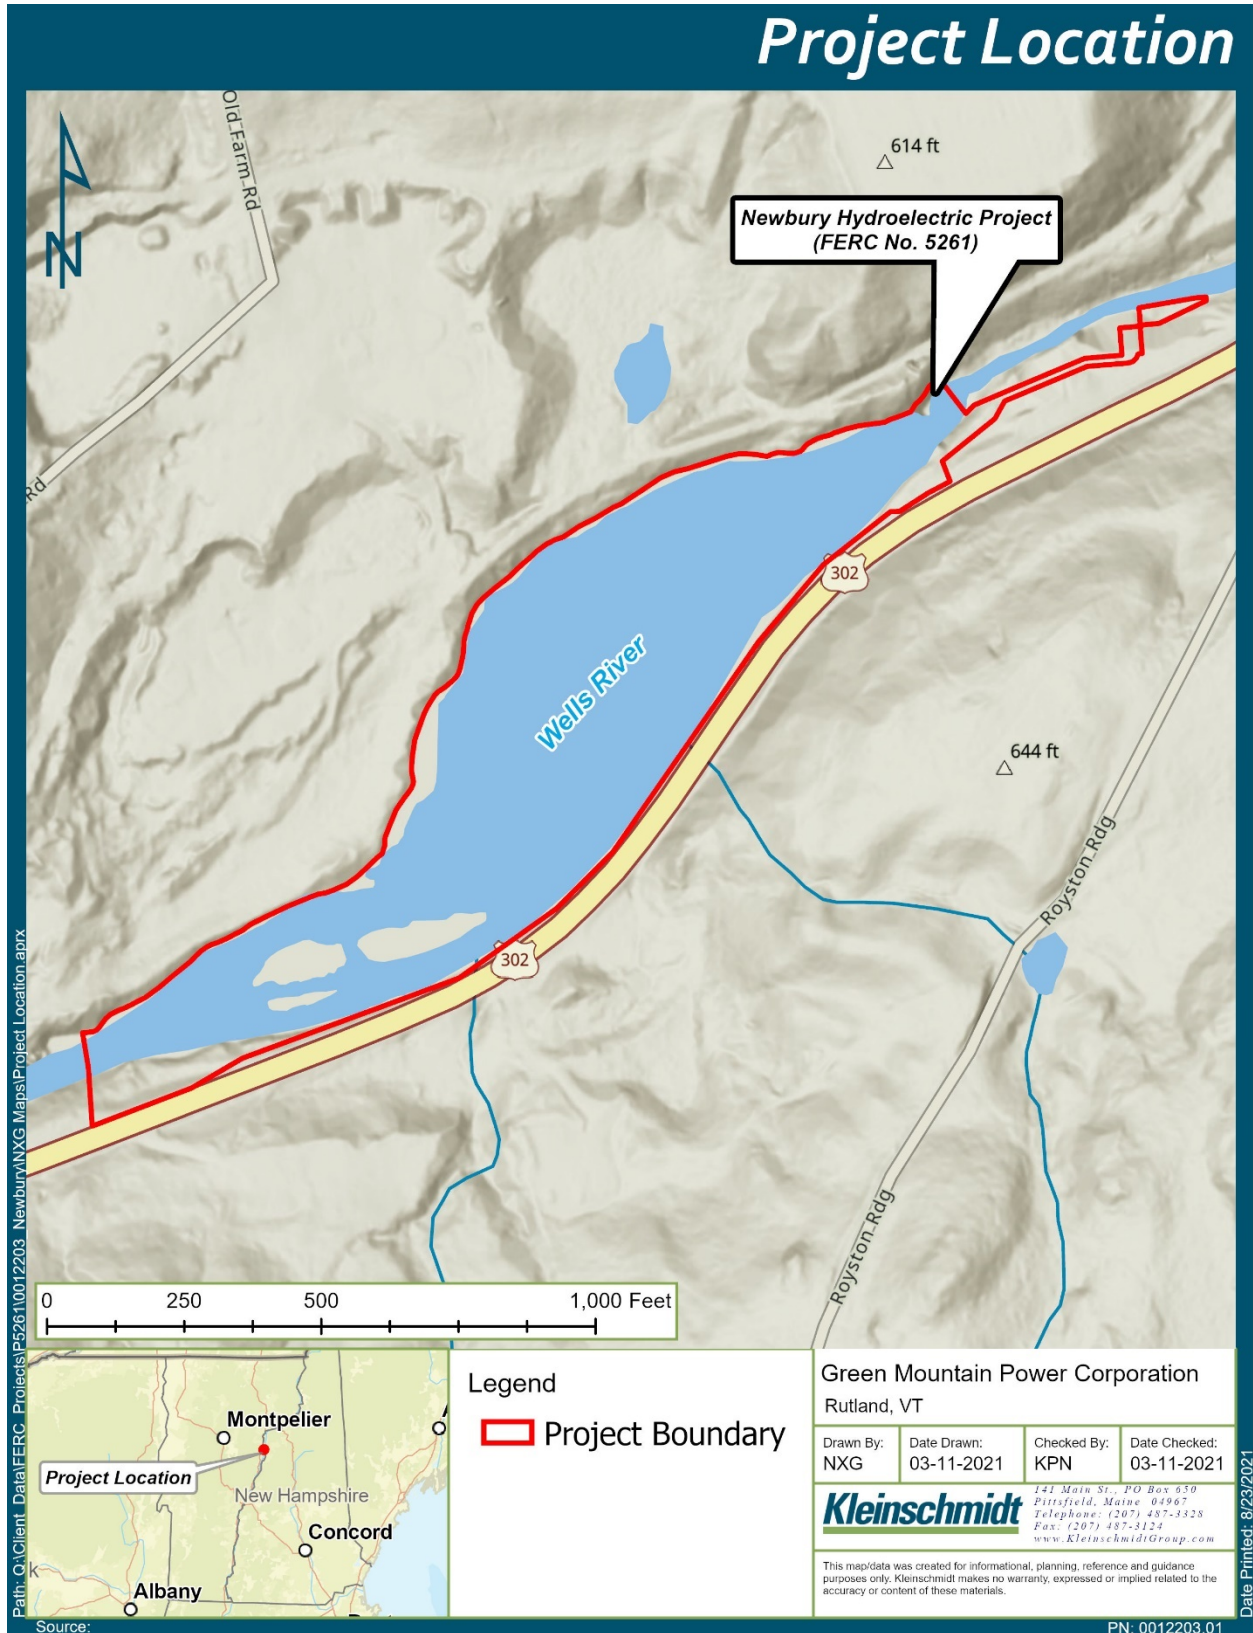 Project Location
Old Farm Rd
614 ft
Newbury Hydroelectric Project
(FERC No. 5261)
N
Rd
302
Wells River
644 ft
Royston Rdg
302
Royston Rdg
0 250 500 1,000 Feet
Montpelier
Project Location
New Hampshire
Concord
Albany
Legend
Project Boundary
Green Mountain Power Corporation
Rutland, VT
Drawn By:
NXG
Date Drawn:
03-11-2021
Checked By:
KPN
Date Checked:
03-11-2021
Kleinschmidt
141 Main St., PO Box 650
Pittsfield, Maine 04967
Telephone: (207) 487-3328
Fax: (207) 487-3124
www.KleinschmidtGroup.com
This map/data was created for informational, planning, reference and guidance
purposes only. Kleinschmidt makes no warranty, expressed or implied related to the
accuracy or content of these materials.
Path: Q:\Client_Data\FERC_Projects\P5261\0012203_Newbury\NXG Maps\Project Location.aprx
Date Printed: 8/23/2021
Source:
PN: 0012203.01